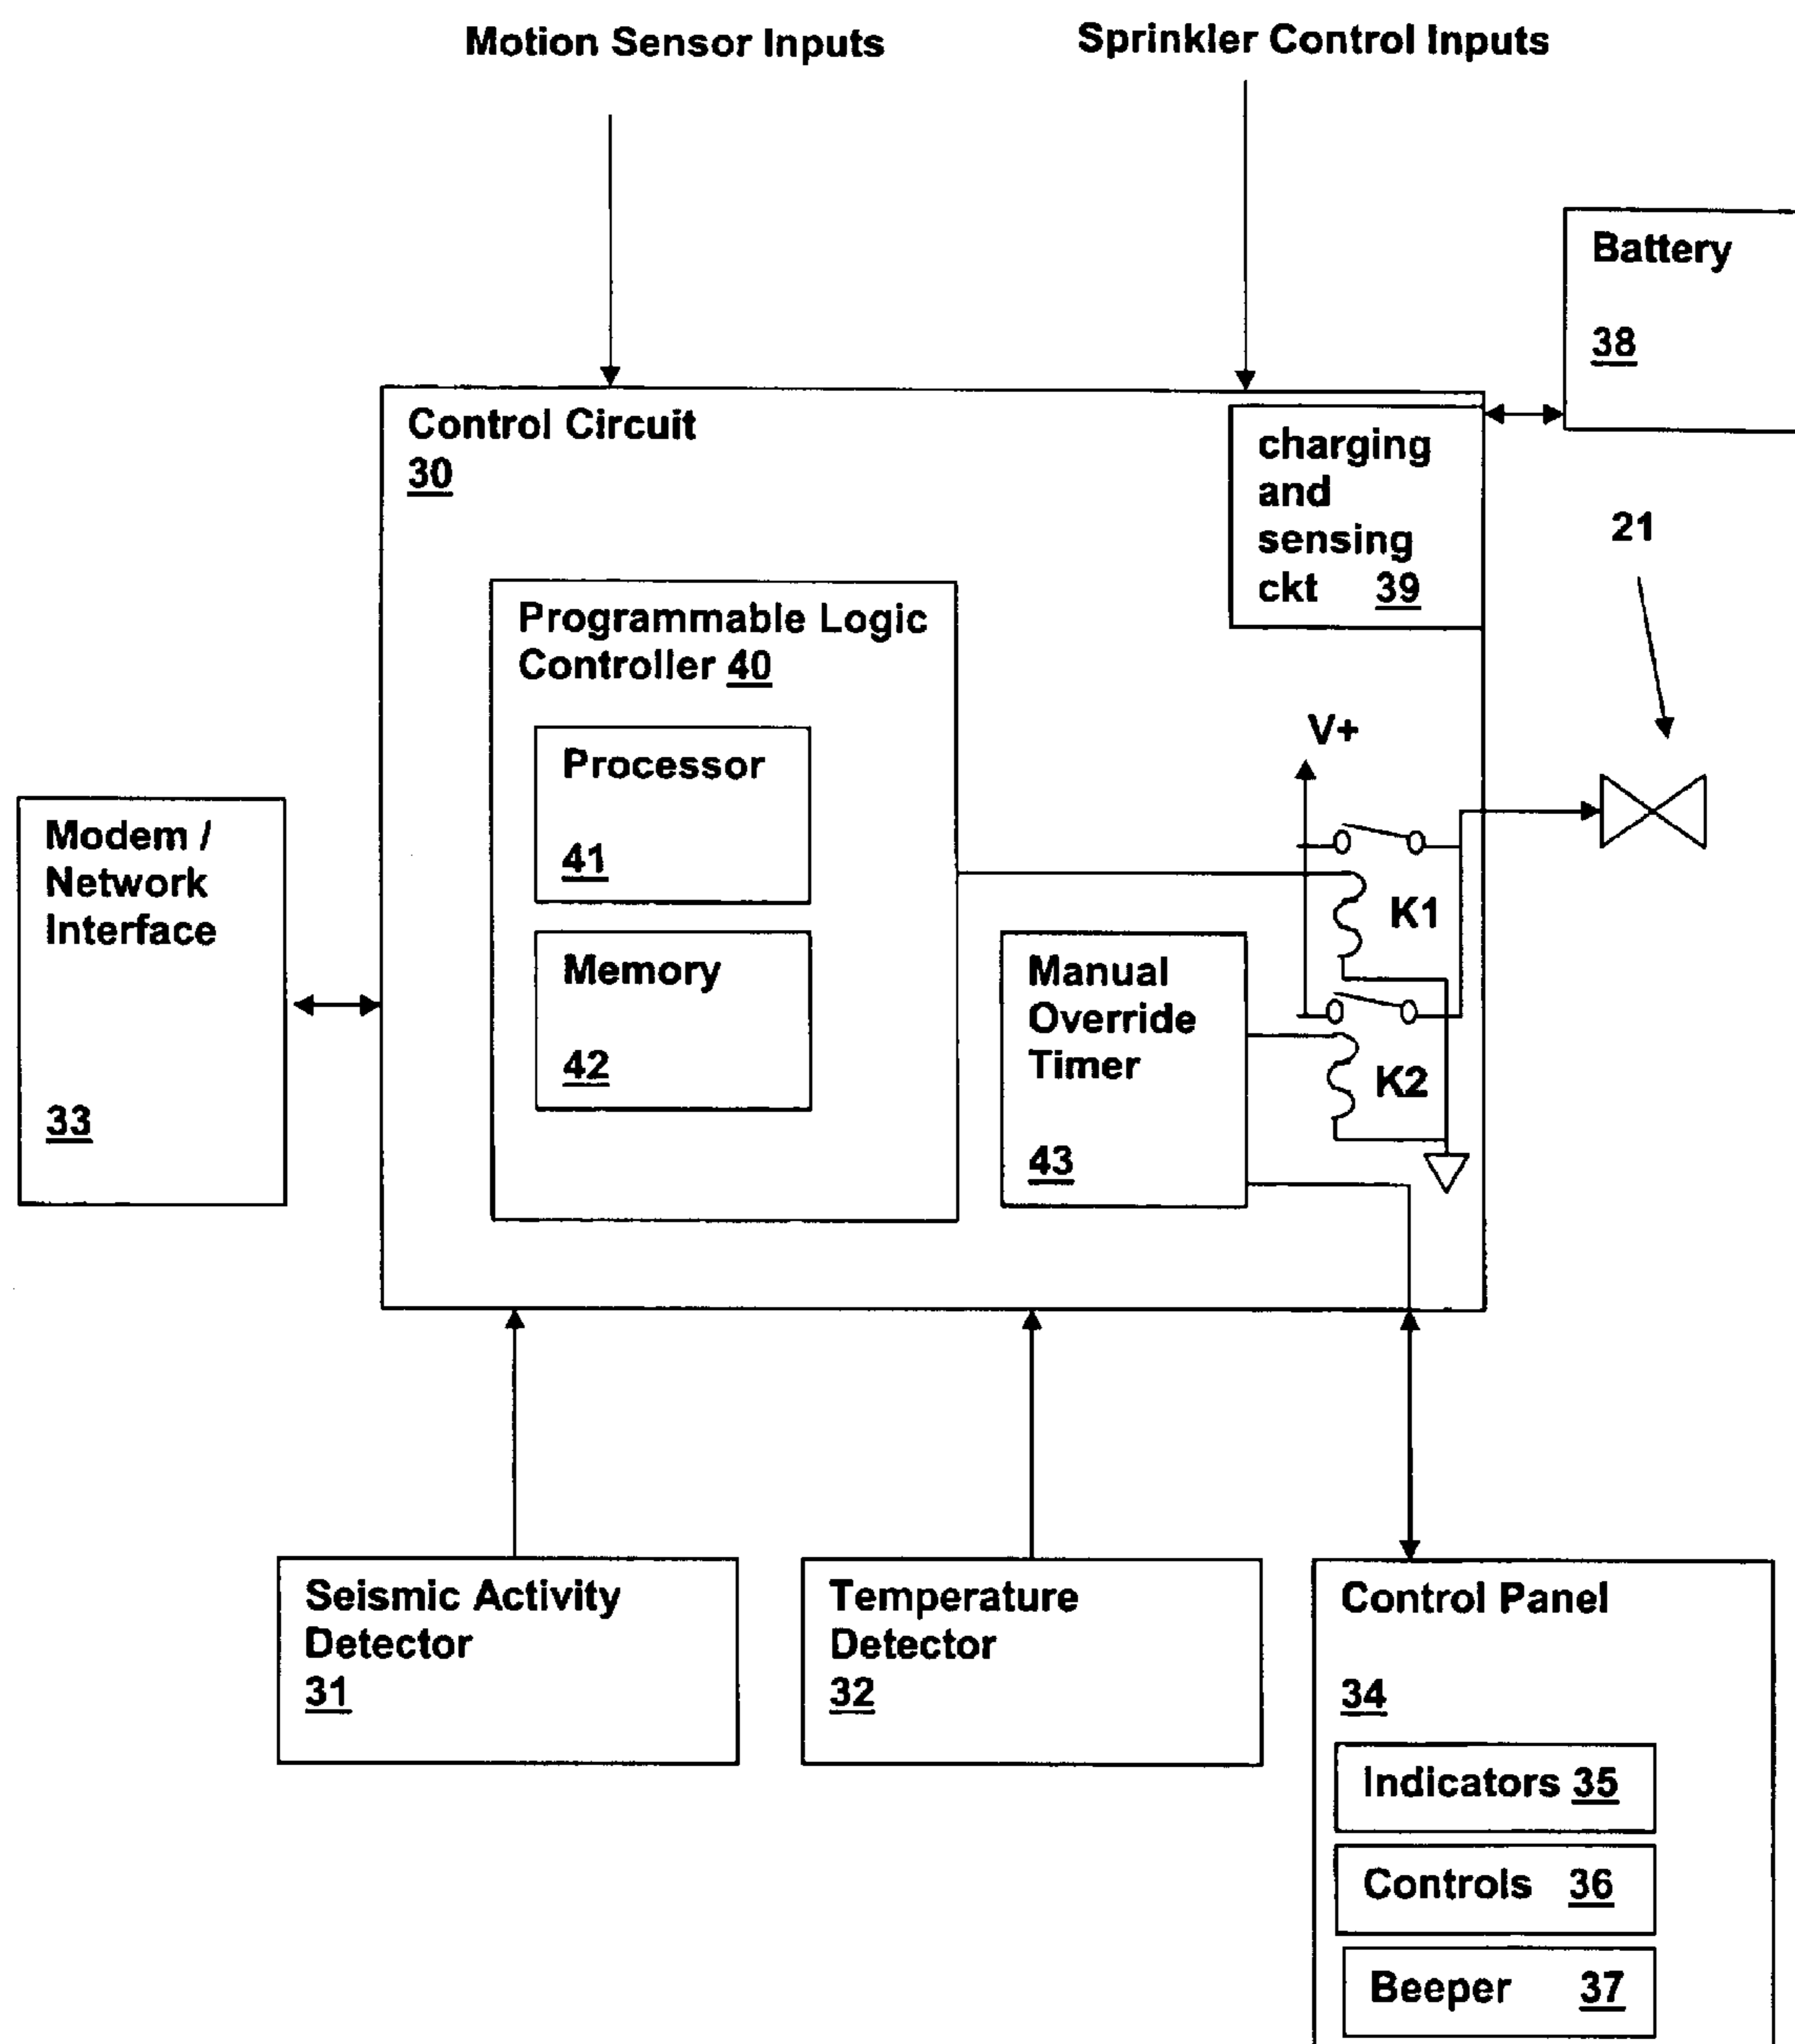 Motion Sensor Inputs
Sprinkler Control Inputs
Battery
38
Control Circuit
30
charging
and
sensing
ckt 39
21
Programmable Logic
Controller 40
V+
Processor
41
Modem /
Network
Interface
33
K1
Memory
42
Manual
Override
Timer
43
K2
Seismic Activity
Detector
31
Temperature
Detector
32
Control Panel
34
Indicators 35
Controls 36
Beeper 37